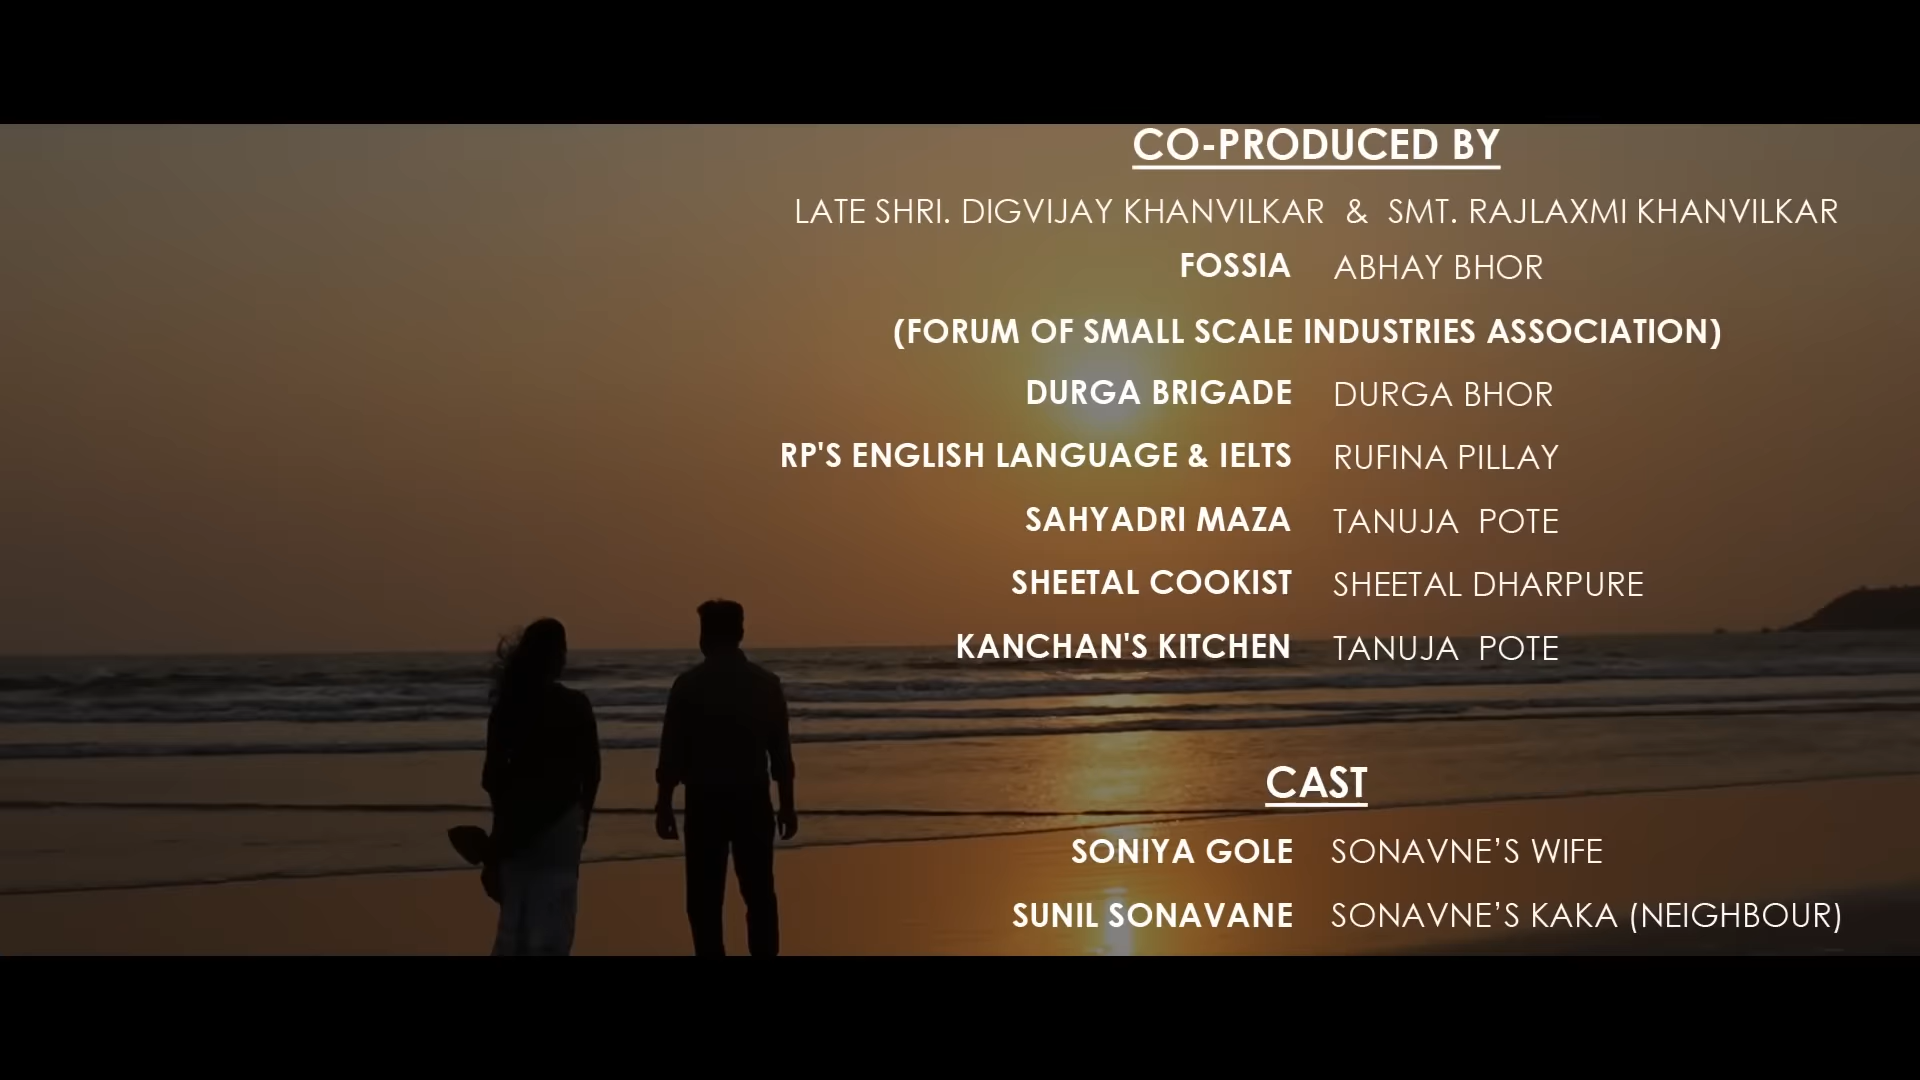 CO-PRODUCED BY
LATE SHRI. DIGVIJAY KHANVILKAR & SMT. RAJLAXMI KHANVILKAR
FOSSIA ABHAY BHOR
(FORUM OF SMALL SCALE INDUSTRIES ASSOCIATION)
DURGA BRIGADE DURGA BHOR
RP'S ENGLISH LANGUAGE & IELTS RUFINA PILLAY
SAHYADRI MAZA TANUJA POTE
SHEETAL COOKIST SHEETAL DHARPURE
KANCHAN'S KITCHEN TANUJA POTE
CAST
SONIYA GOLE SONAVNE’S WIFE
SUNIL SONAVANE SONAVNE’S KAKA (NEIGHBOUR)